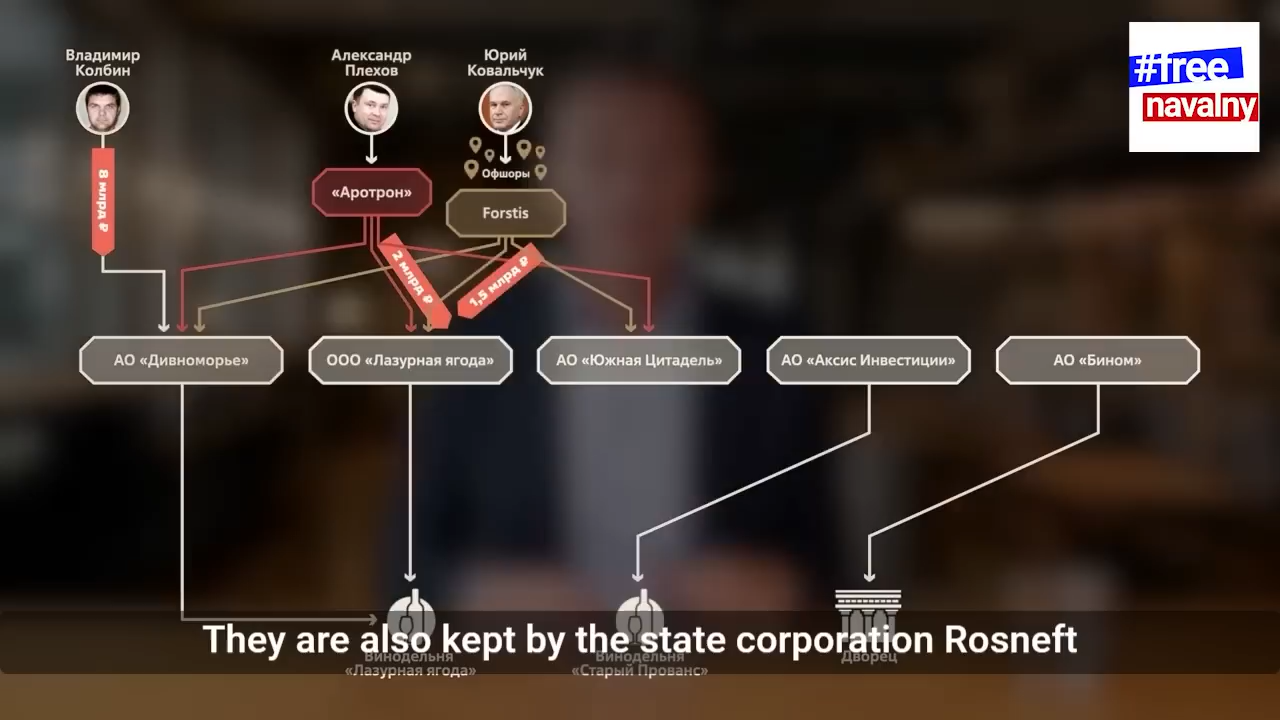 #free
navalny
Владимир
Колбин
Александр
Плехов
Юрий
Ковальчук
8 млрд ₽
Офшоры
«Аротрон»
Forstis
2 млрд ₽
1,5 млрд ₽
АО «Дивноморье»
ООО «Лазурная ягода»
АО «Южная Цитадель»
АО «Аксис Инвестиции»
АО «Бином»
They are also kept by the state corporation Rosneft
Винодельня
«Лазурная ягода»
Винодельня
«Старый Прованс»
Дворец